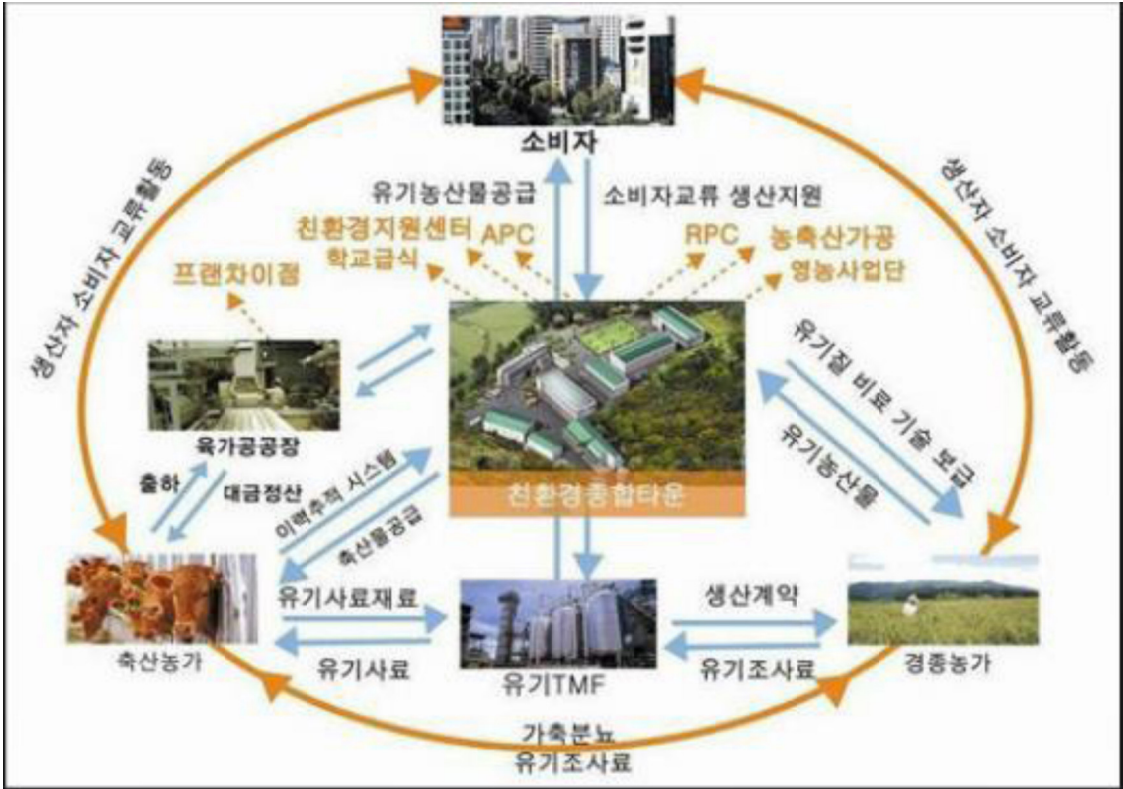 소비자
유기농산물공급
소비자교류 생산지원
친환경지원센터 APC
RPC 농축산가공
학교급식
영농사업단
프랜차이점
생산자 소비자 교류활동
생산자 소비자 교류활동
유기질 비료 기술 보급
유기농산물
육가공공장
출하
대금정산
이력추적 시스템
축산물공급
친환경종합타운
유기사료재료
생산계약
유기사료
유기조사료
축산농가
유기TMF
경종농가
가축분뇨
유기조사료